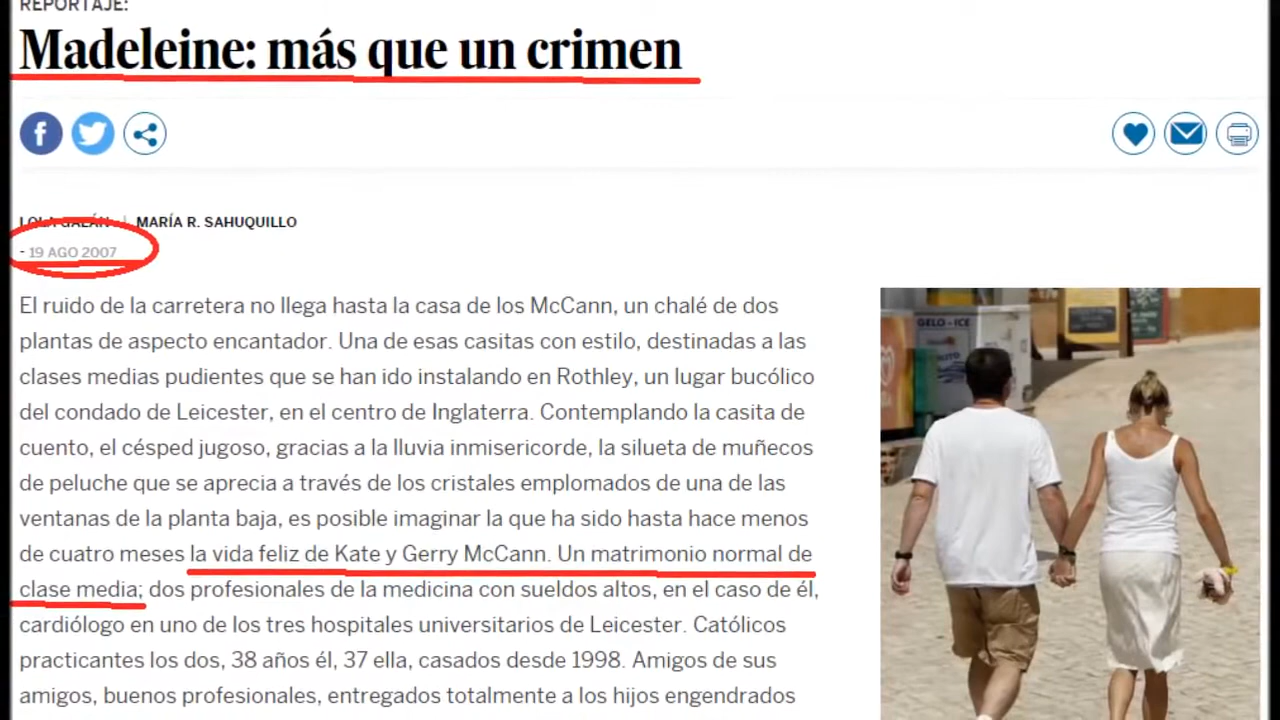 REPORTAJE:
Madeleine: más que un crimen
LOLA GALÁN | MARÍA R. SAHUQUILLO
- 19 AGO 2007
El ruido de la carretera no llega hasta la casa de los McCann, un chalé de dos
plantas de aspecto encantador. Una de esas casitas con estilo, destinadas a las
clases medias pudientes que se han ido instalando en Rothley, un lugar bucólico
del condado de Leicester, en el centro de Inglaterra. Contemplando la casita de
cuento, el césped jugoso, gracias a la lluvia inmisericorde, la silueta de muñecos
de peluche que se aprecia a través de los cristales emplomados de una de las
ventanas de la planta baja, es posible imaginar la que ha sido hasta hace menos
de cuatro meses la vida feliz de Kate y Gerry McCann. Un matrimonio normal de
clase media; dos profesionales de la medicina con sueldos altos, en el caso de él,
cardiólogo en uno de los tres hospitales universitarios de Leicester. Católicos
practicantes los dos, 38 años él, 37 ella, casados desde 1998. Amigos de sus
amigos, buenos profesionales, entregados totalmente a los hijos engendrados
GELO - ICE